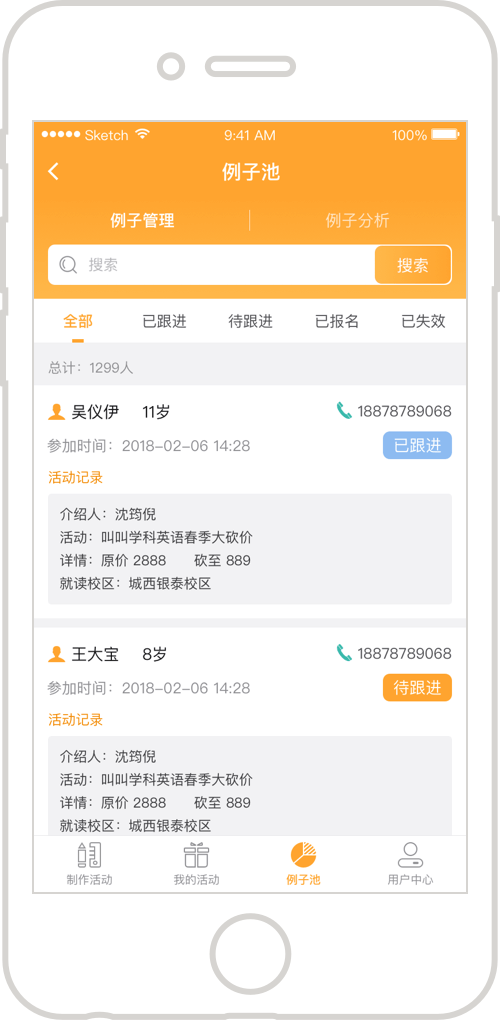 Sketch 9:41 AM 100%
例子池
例子管理 例子分析
搜索 搜索
全部 已跟进 待跟进 已报名 已失效
总计：1299人
吴仪伊 11岁 18878789068
参加时间：2018-02-06 14:28 已跟进
活动记录
介绍人：沈筠倪
活动：叫叫学科英语春季大砍价
详情：原价 2888 砍至 889
就读校区：城西银泰校区
王大宝 8岁 18878789068
参加时间：2018-02-06 14:28 待跟进
活动记录
介绍人：沈筠倪
活动：叫叫学科英语春季大砍价
详情：原价 2888 砍至 889
就读校区：城西银泰校区
制作活动 我的活动 例子池 用户中心